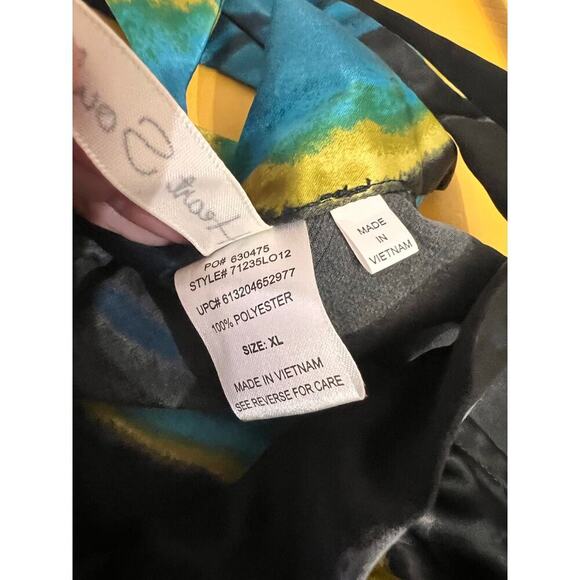 Heart Sou
PO# 630475
STYLE# 71235LO12
UPC# 613204652977
100% POLYESTER
SIZE: XL
MADE IN VIETNAM
SEE REVERSE FOR CARE
MADE
IN
VIETNAM